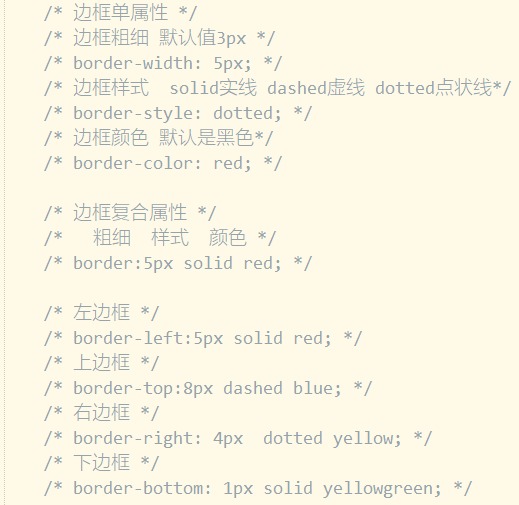 /* 边框单属性 */
/* 边框粗细 默认值3px */
/* border-width: 5px; */
/* 边框样式  solid实线 dashed虚线 dotted点状线*/
/* border-style: dotted; */
/* 边框颜色 默认是黑色*/
/* border-color: red; */
/* 边框复合属性 */
/*   粗细  样式  颜色 */
/* border:5px solid red; */
/* 左边框 */
/* border-left:5px solid red; */
/* 上边框 */
/* border-top:8px dashed blue; */
/* 右边框 */
/* border-right: 4px  dotted yellow; */
/* 下边框 */
/* border-bottom: 1px solid yellowgreen; */